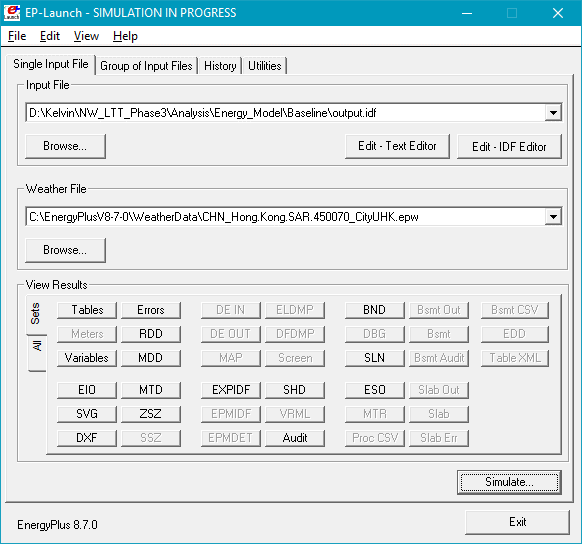 EP-Launch - SIMULATION IN PROGRESS
File Edit View Help
Single Input File Group of Input Files History Utilities
Input File
D:\Kelvin\NW_LTT_Phase3\Analysis\Energy_Model\Baseline\output.idf
Browse... Edit - Text Editor Edit - IDF Editor
Weather File
C:\EnergyPlusV8-7-0\WeatherData\CHN_Hong.Kong.SAR.450070_CityUHK.epw
Browse...
View Results
Sets
All
Tables Errors DE IN ELDMP BND Bsmt Out Bsmt CSV
Meters RDD DE OUT DFDMP DBG Bsmt EDD
Variables MDD MAP Screen SLN Bsmt Audit Table XML
EIO MTD EXPIDF SHD ESO Slab Out
SVG ZSZ EPMIDF VRML MTR Slab
DXF SSZ EPMDET Audit Proc CSV Slab Err
Simulate...
EnergyPlus 8.7.0 Exit